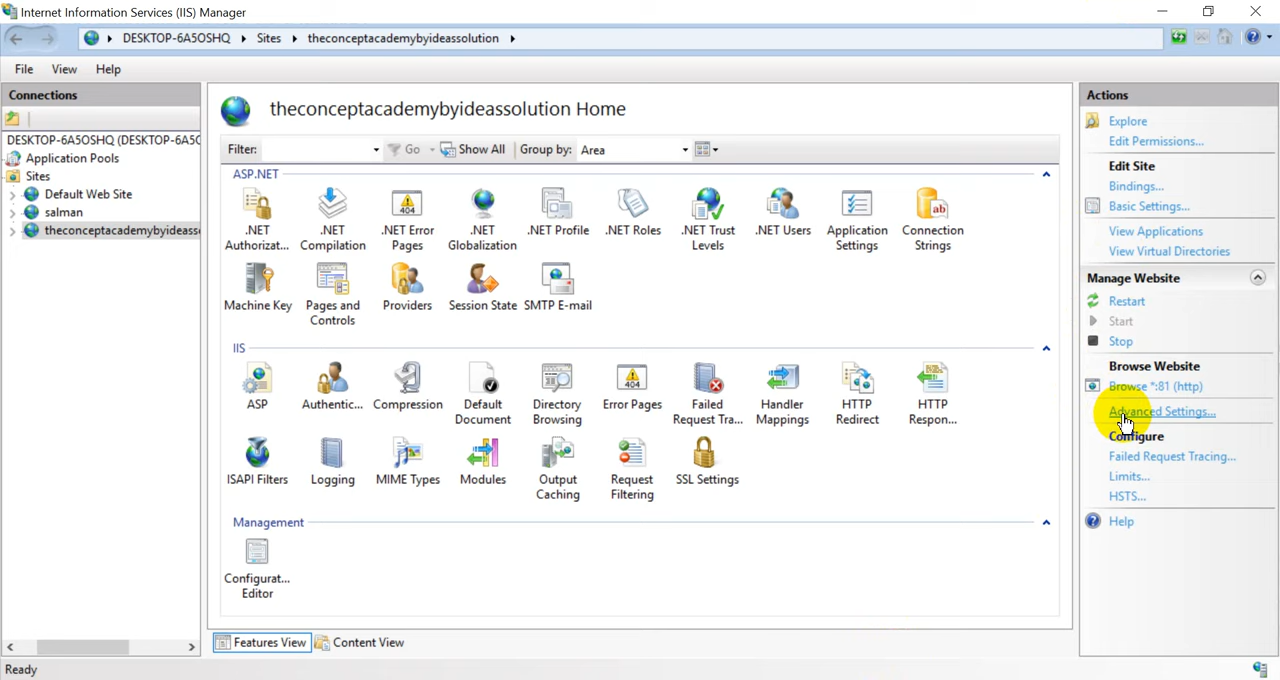 Internet Information Services (IIS) Manager
DESKTOP-6A5OSHQ Sites theconceptacademybyideassolution
File View Help
Connections
DESKTOP-6A5OSHQ (DESKTOP-6A5C
Application Pools
Sites
Default Web Site
salman
theconceptacademybyideass
theconceptacademybyideassolution Home
Filter: Go Show All Group by: Area
ASP.NET
.NET Authorizat...
.NET Compilation
.NET Error Pages
.NET Globalization
.NET Profile
.NET Roles
.NET Trust Levels
.NET Users
Application Settings
Connection Strings
Machine Key
Pages and Controls
Providers
Session State
SMTP E-mail
IIS
ASP
Authentic...
Compression
Default Document
Directory Browsing
Error Pages
Failed Request Tra...
Handler Mappings
HTTP Redirect
HTTP Respon...
ISAPI Filters
Logging
MIME Types
Modules
Output Caching
Request Filtering
SSL Settings
Management
Configurat... Editor
Features View Content View
Ready
Actions
Explore
Edit Permissions...
Edit Site
Bindings...
Basic Settings...
View Applications
View Virtual Directories
Manage Website
Restart
Start
Stop
Browse Website
Browse *:81 (http)
Advanced Settings...
Configure
Failed Request Tracing...
Limits...
HSTS...
Help